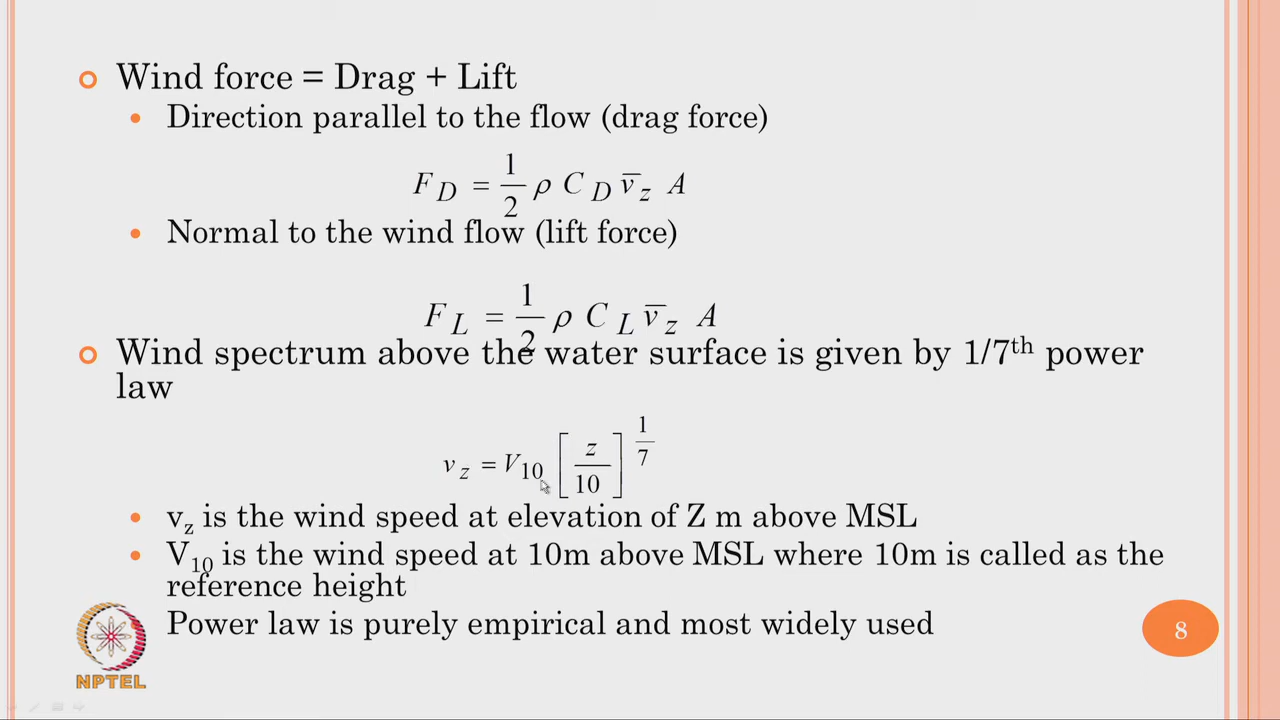 Wind force = Drag + Lift
Direction parallel to the flow (drag force)
F_D = 1/2 ρ C_D v̅_z A
Normal to the wind flow (lift force)
F_L = 1/2 ρ C_L v̅_z A
Wind spectrum above the water surface is given by 1/7th power
law
v_z = V_10 [z/10]^(1/7)
v_z is the wind speed at elevation of Z m above MSL
V_10 is the wind speed at 10m above MSL where 10m is called as the
reference height
Power law is purely empirical and most widely used
8
NPTEL